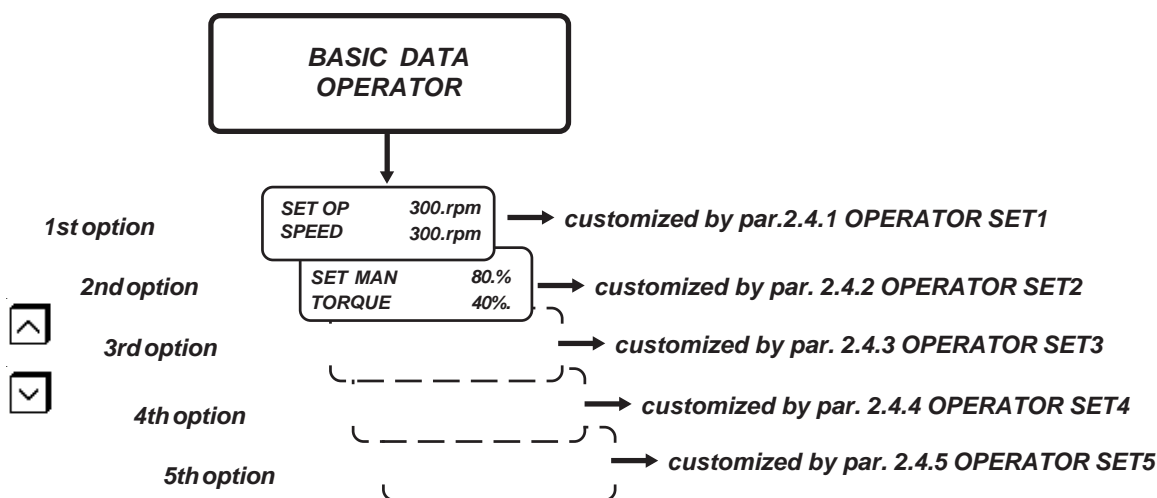 BASIC DATA
OPERATOR
1st option
SET OP 300.rpm
SPEED 300.rpm
customized by par.2.4.1 OPERATOR SET1
2nd option
SET MAN 80.%
TORQUE 40%.
customized by par. 2.4.2 OPERATOR SET2
3rd option
customized by par. 2.4.3 OPERATOR SET3
4th option
customized by par. 2.4.4 OPERATOR SET4
5th option
customized by par. 2.4.5 OPERATOR SET5